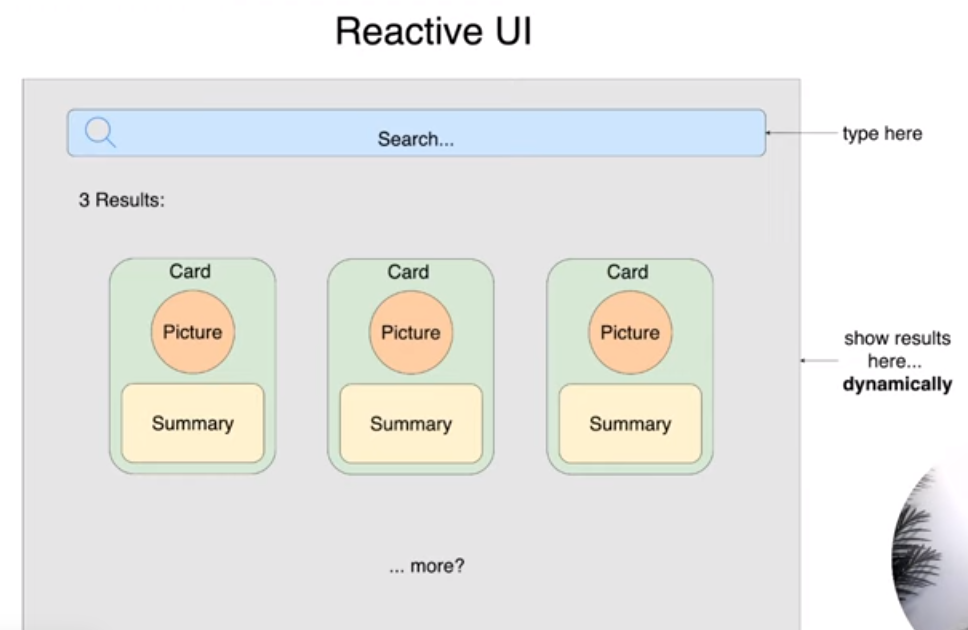 Reactive UI
Search...
type here
3 Results:
Card
Card
Card
Picture
Picture
Picture
show results
here...
dynamically
Summary
Summary
Summary
... more?